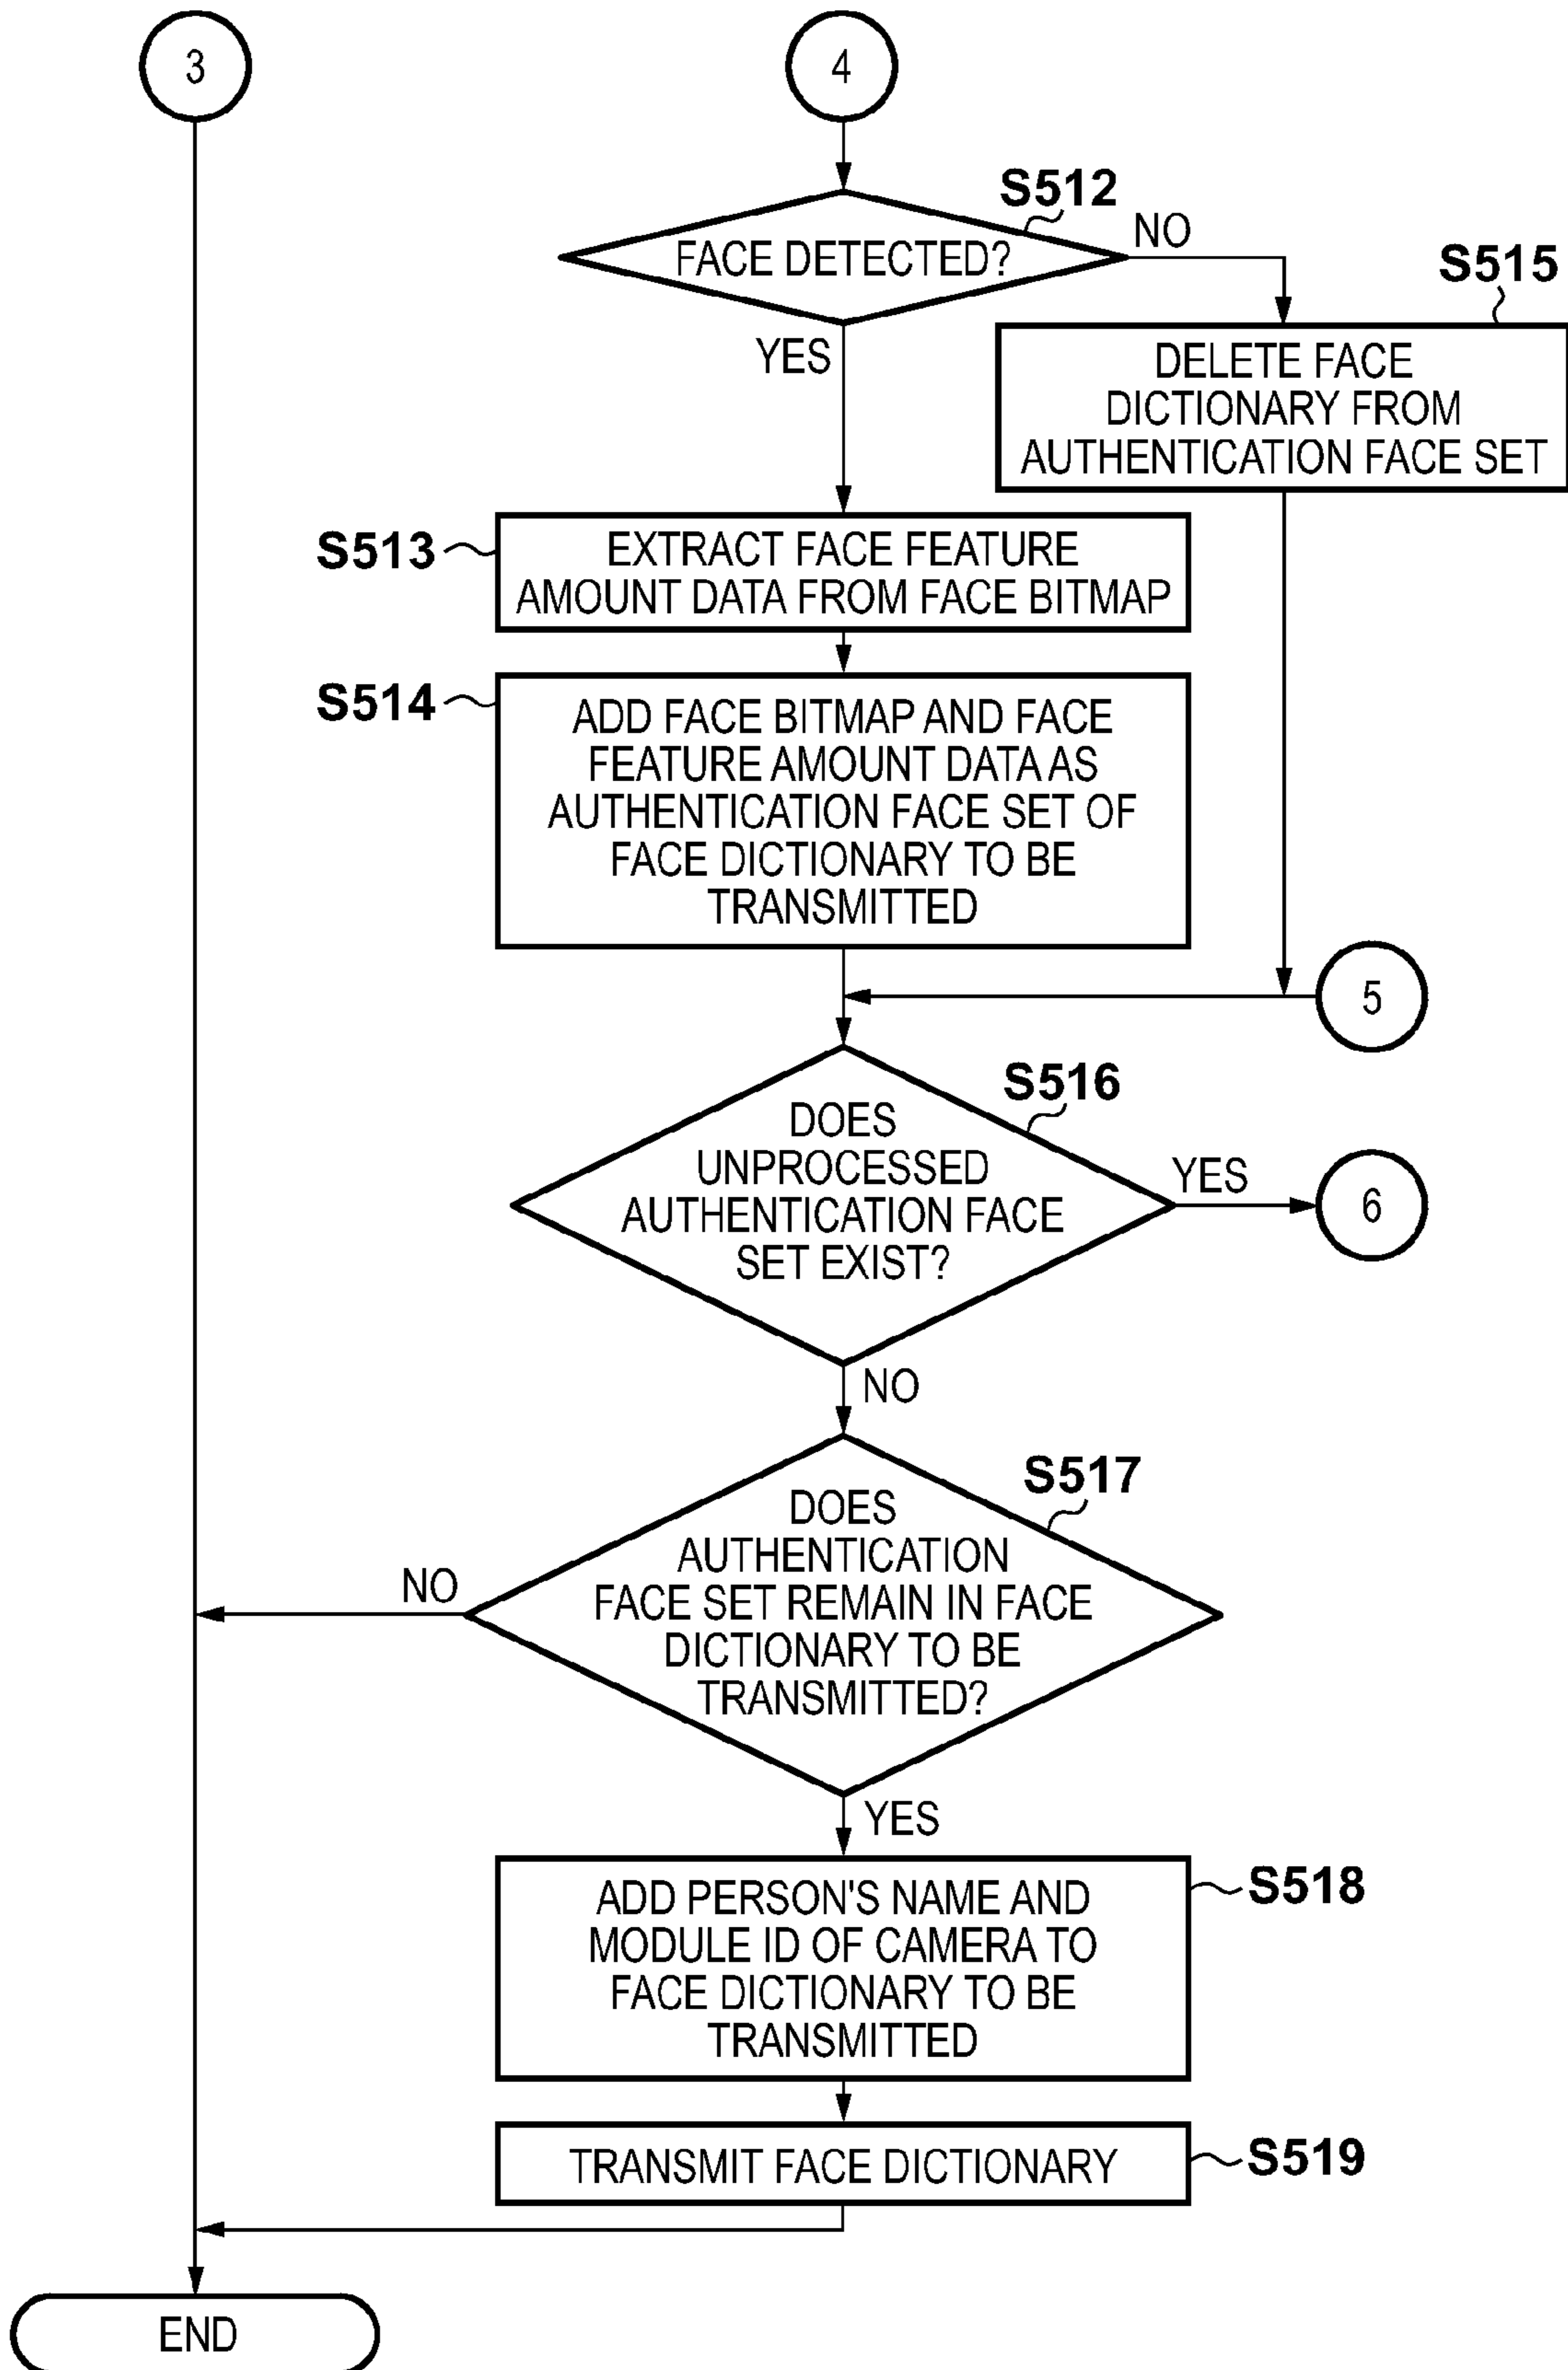 3
4
S512
FACE DETECTED?
NO
YES
S515
DELETE FACE
DICTIONARY FROM
AUTHENTICATION FACE SET
S513
EXTRACT FACE FEATURE
AMOUNT DATA FROM FACE BITMAP
S514
ADD FACE BITMAP AND FACE
FEATURE AMOUNT DATA AS
AUTHENTICATION FACE SET OF
FACE DICTIONARY TO BE
TRANSMITTED
5
S516
DOES
UNPROCESSED
AUTHENTICATION FACE
SET EXIST?
YES
6
NO
S517
DOES
AUTHENTICATION
FACE SET REMAIN IN FACE
DICTIONARY TO BE
TRANSMITTED?
NO
YES
S518
ADD PERSON'S NAME AND
MODULE ID OF CAMERA TO
FACE DICTIONARY TO BE
TRANSMITTED
TRANSMIT FACE DICTIONARY
S519
END